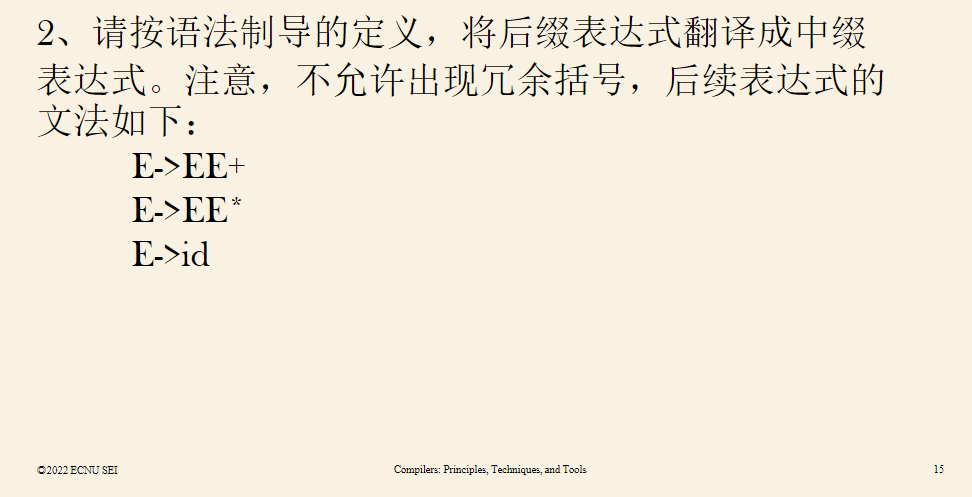 2、请按语法制导的定义，将后缀表达式翻译成中缀
表达式。注意，不允许出现冗余括号，后续表达式的
文法如下：
E->EE+
E->EE*
E->id
©2022 ECNU SEI
Compilers: Principles, Techniques, and Tools
15